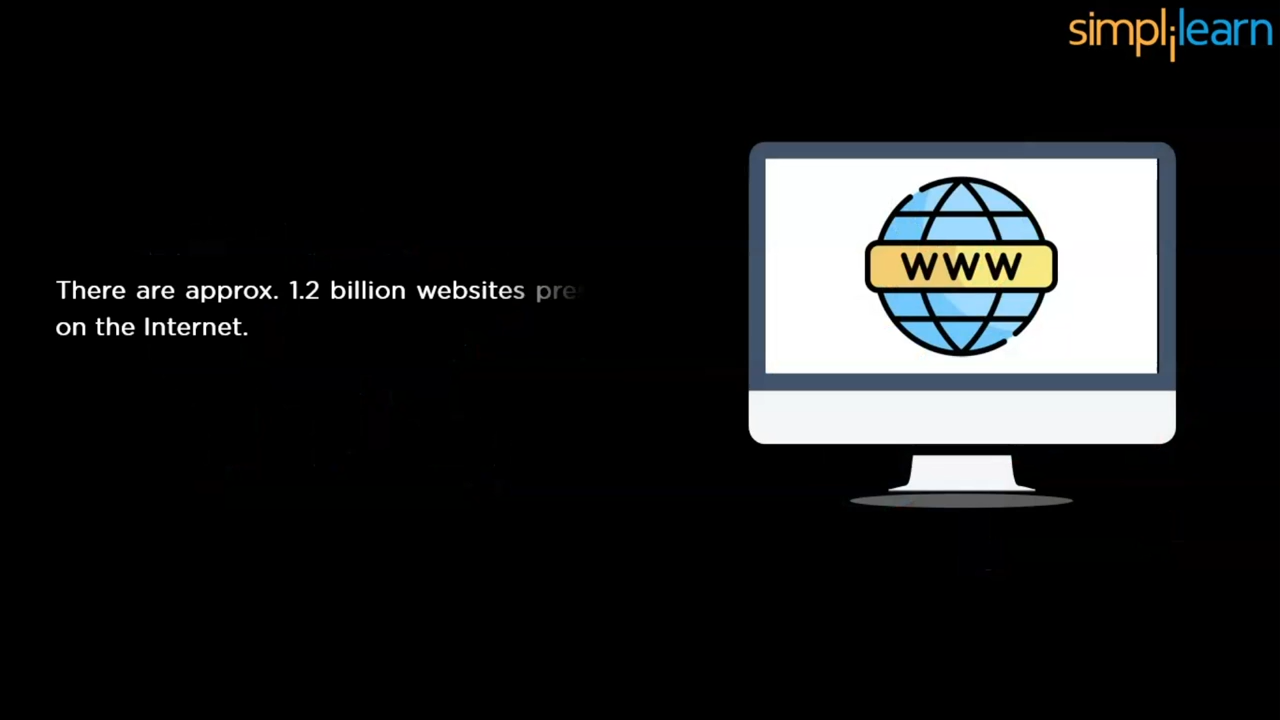 simplilearn
There are approx. 1.2 billion websites
on the Internet.
WWW